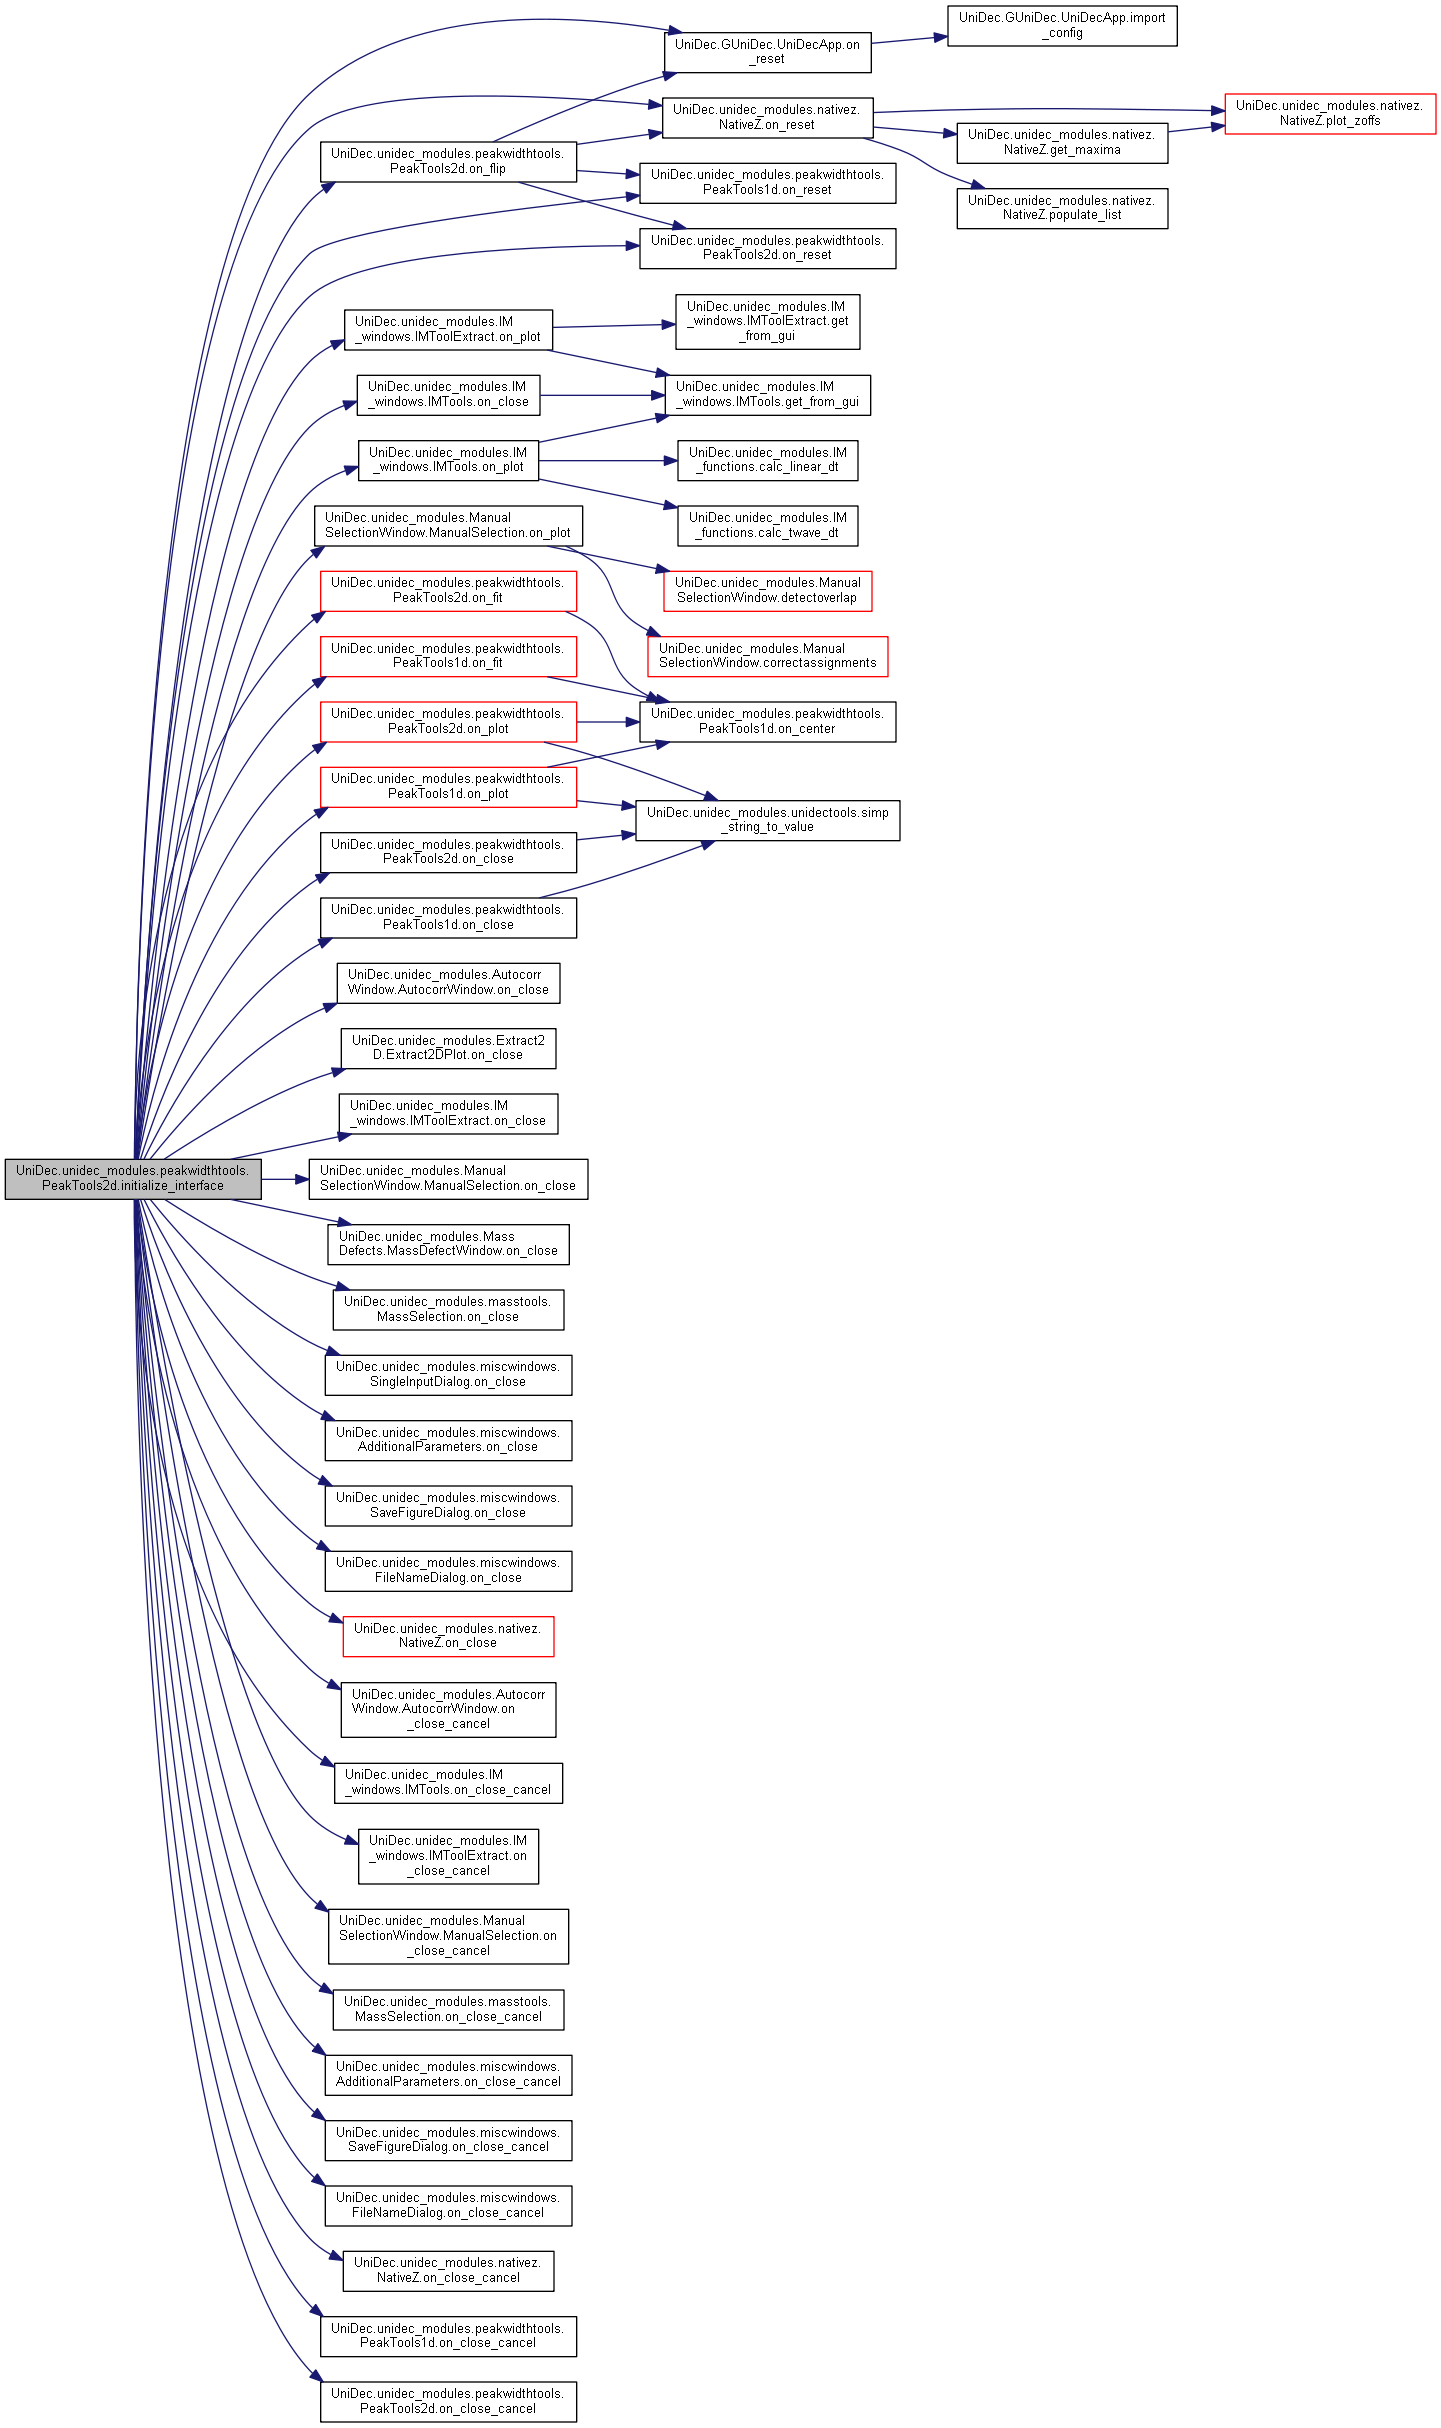 UniDec.GUniDec.UniDecApp.import
_config
UniDec.GUniDec.UniDecApp.on
_reset
UniDec.unidec_modules.nativez.
NativeZ.plot_zoffs
UniDec.unidec_modules.nativez.
NativeZ.on_reset
UniDec.unidec_modules.nativez.
NativeZ.get_maxima
UniDec.unidec_modules.peakwidthtools.
PeakTools2d.on_flip
UniDec.unidec_modules.peakwidthtools.
PeakTools1d.on_reset
UniDec.unidec_modules.nativez.
NativeZ.populate_list
UniDec.unidec_modules.peakwidthtools.
PeakTools2d.on_reset
UniDec.unidec_modules.IM
_windows.IMToolExtract.get
_from_gui
UniDec.unidec_modules.IM
_windows.IMToolExtract.on_plot
UniDec.unidec_modules.IM
_windows.IMTools.on_close
UniDec.unidec_modules.IM
_windows.IMTools.get_from_gui
UniDec.unidec_modules.IM
_windows.IMTools.on_plot
UniDec.unidec_modules.IM
_functions.calc_linear_dt
UniDec.unidec_modules.IM
_functions.calc_twave_dt
UniDec.unidec_modules.Manual
SelectionWindow.ManualSelection.on_plot
UniDec.unidec_modules.peakwidthtools.
PeakTools2d.on_fit
UniDec.unidec_modules.Manual
SelectionWindow.detectoverlap
UniDec.unidec_modules.peakwidthtools.
PeakTools1d.on_fit
UniDec.unidec_modules.Manual
SelectionWindow.correctassignments
UniDec.unidec_modules.peakwidthtools.
PeakTools2d.on_plot
UniDec.unidec_modules.peakwidthtools.
PeakTools1d.on_center
UniDec.unidec_modules.peakwidthtools.
PeakTools1d.on_plot
UniDec.unidec_modules.unidectools.simp
_string_to_value
UniDec.unidec_modules.peakwidthtools.
PeakTools2d.on_close
UniDec.unidec_modules.peakwidthtools.
PeakTools1d.on_close
UniDec.unidec_modules.Autocorr
Window.AutocorrWindow.on_close
UniDec.unidec_modules.Extract2
D.Extract2DPlot.on_close
UniDec.unidec_modules.IM
_windows.IMToolExtract.on_close
UniDec.unidec_modules.peakwidthtools.
PeakTools2d.initialize_interface
UniDec.unidec_modules.Manual
SelectionWindow.ManualSelection.on_close
UniDec.unidec_modules.Mass
Defects.MassDefectWindow.on_close
UniDec.unidec_modules.masstools.
MassSelection.on_close
UniDec.unidec_modules.miscwindows.
SingleInputDialog.on_close
UniDec.unidec_modules.miscwindows.
AdditionalParameters.on_close
UniDec.unidec_modules.miscwindows.
SaveFigureDialog.on_close
UniDec.unidec_modules.miscwindows.
FileNameDialog.on_close
UniDec.unidec_modules.nativez.
NativeZ.on_close
UniDec.unidec_modules.Autocorr
Window.AutocorrWindow.on
_close_cancel
UniDec.unidec_modules.IM
_windows.IMTools.on_close_cancel
UniDec.unidec_modules.IM
_windows.IMToolExtract.on
_close_cancel
UniDec.unidec_modules.Manual
SelectionWindow.ManualSelection.on
_close_cancel
UniDec.unidec_modules.masstools.
MassSelection.on_close_cancel
UniDec.unidec_modules.miscwindows.
AdditionalParameters.on_close_cancel
UniDec.unidec_modules.miscwindows.
SaveFigureDialog.on_close_cancel
UniDec.unidec_modules.miscwindows.
FileNameDialog.on_close_cancel
UniDec.unidec_modules.nativez.
NativeZ.on_close_cancel
UniDec.unidec_modules.peakwidthtools.
PeakTools1d.on_close_cancel
UniDec.unidec_modules.peakwidthtools.
PeakTools2d.on_close_cancel